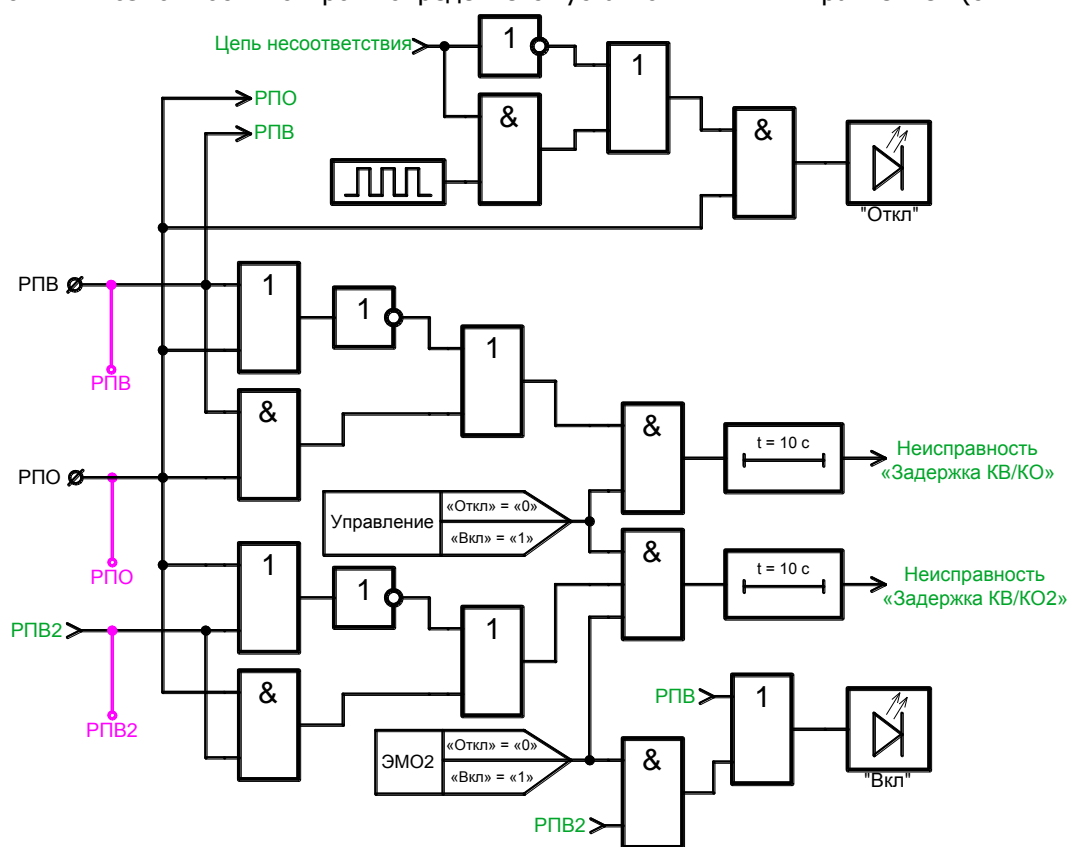 Цепь несоответствия
1
1
РПО
РПВ
&
&
"Откл"
РПВ
1
1
1
РПВ
&
&
t = 10 с
Неисправность
«Задержка КВ/КО»
РПО
Управление
«Откл» = «0»
«Вкл» = «1»
РПО
1
1
&
t = 10 с
Неисправность
«Задержка КВ/КО2»
РПВ2
1
РПВ2
&
РПВ
1
ЭМО2
«Откл» = «0»
«Вкл» = «1»
&
"Вкл"
РПВ2